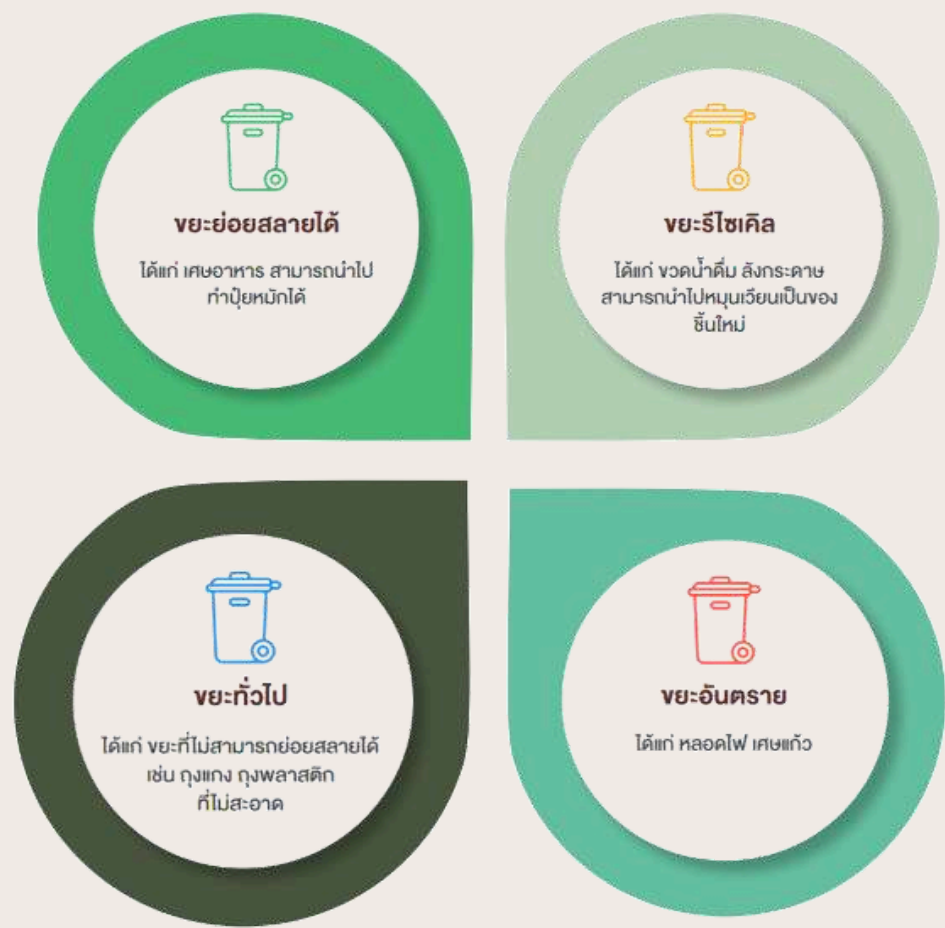 ขยะย่อยสลายได้
ได้แก่ เศษอาหาร สามารถนำไป
ทำปุ๋ยหมักได้
ขยะรีไซเคิล
ได้แก่ ขวดน้ำดื่ม ลังกระดาษ
สามารถนำไปหมุนเวียนเป็นของ
ชิ้นใหม่
ขยะทั่วไป
ได้แก่ ขยะที่ไม่สามารถย่อยสลายได้
เช่น ถุงแกง ถุงพลาสติก
ที่ไม่สะอาด
ขยะอันตราย
ได้แก่ หลอดไฟ เศษแก้ว